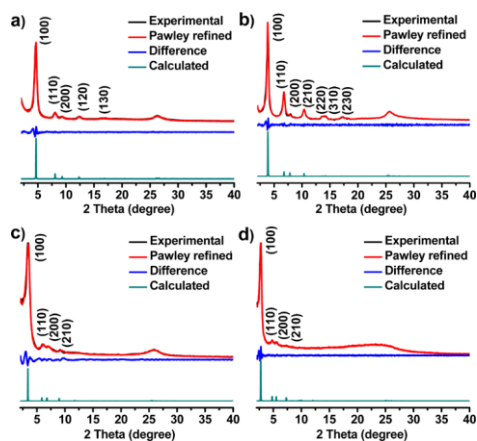 a)
(100)
(110)
(200)
(120)
(130)
Experimental
Pawley refined
Difference
Calculated
5 10 15 20 25 30 35 40
2 Theta (degree)
b)
(100)
(110)
(200)
(210)
(220)
(310)
(230)
Experimental
Pawley refined
Difference
Calculated
5 10 15 20 25 30 35 40
2 Theta (degree)
c)
(100)
(110)
(200)
(210)
Experimental
Pawley refined
Difference
Calculated
5 10 15 20 25 30 35 40
2 Theta (degree)
d)
(100)
(110)
(200)
(210)
Experimental
Pawley refined
Difference
Calculated
5 10 15 20 25 30 35 40
2 Theta (degree)